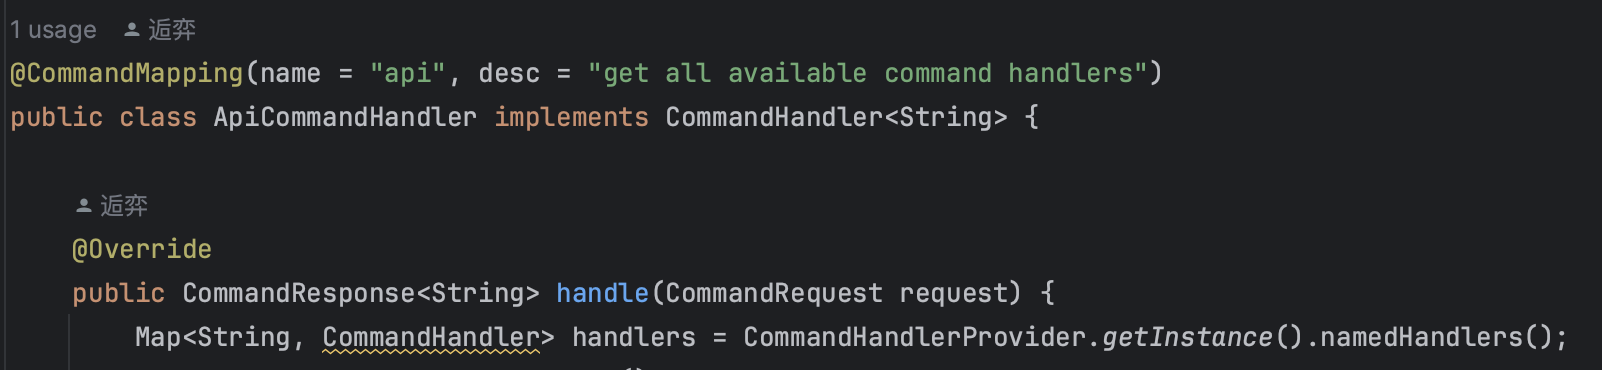 1 usage 逅弈
@CommandMapping(name = "api", desc = "get all available command handlers")
public class ApiCommandHandler implements CommandHandler<String> {
逅弈
@Override
public CommandResponse<String> handle(CommandRequest request) {
Map<String, CommandHandler> handlers = CommandHandlerProvider.getInstance().namedHandlers();